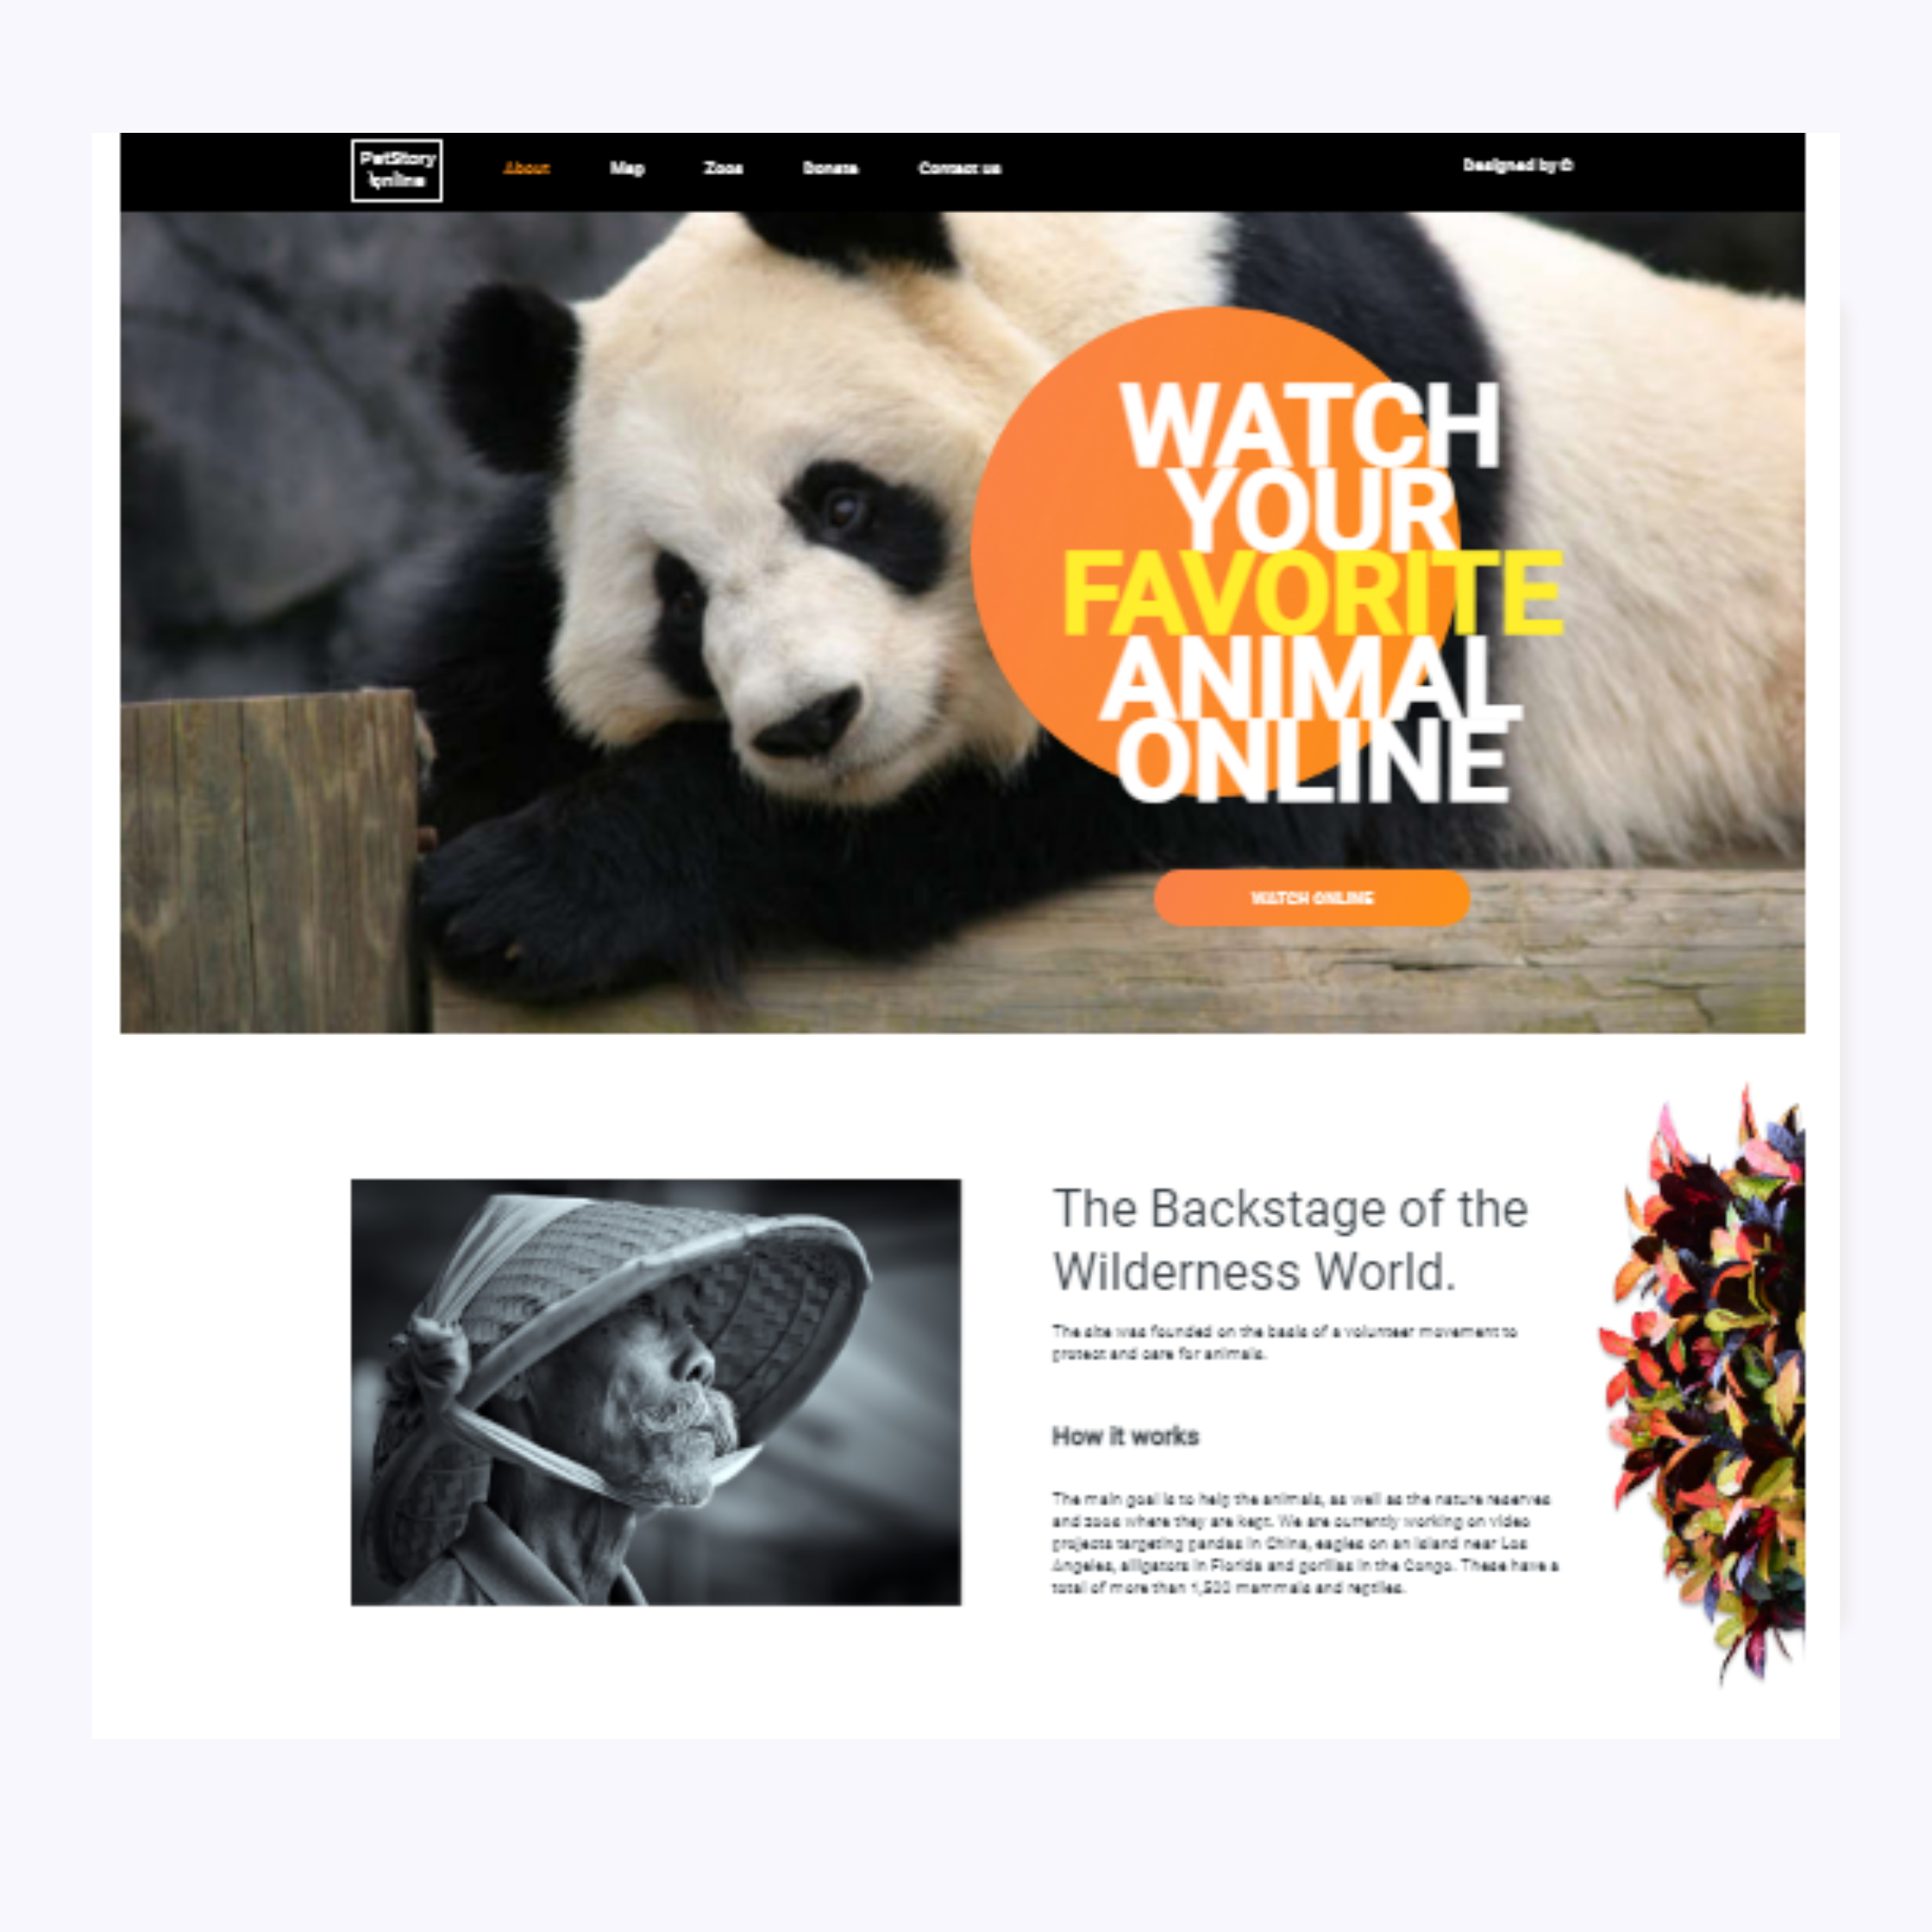 PetStory
online
About Map Zoos Donate Contact us Designed by ©
WATCH
YOUR
FAVORITE
ANIMAL
ONLINE
WATCH ONLINE
The Backstage of the
Wilderness World.
The site was founded on the basis of a volunteer movement to
protect and care for animals.
How it works
The main goal is to help the animals, as well as the nature reserves
and zoos where they are kept. We are currently working on video
projects targeting pandas in China, eagles on an island near Los
Angeles, alligators in Florida and gorillas in the Congo. These have a
total of more than 1,500 mammals and reptiles.